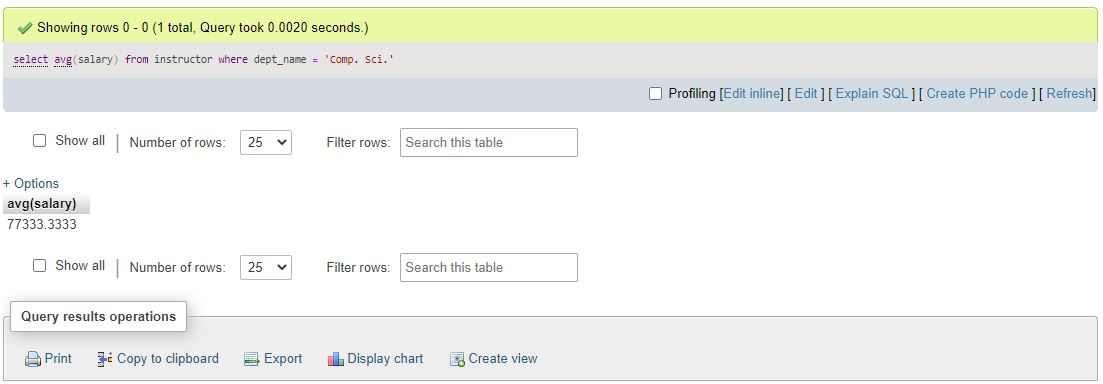 Showing rows 0 - 0 (1 total, Query took 0.0020 seconds.)
select avg(salary) from instructor where dept_name = 'Comp. Sci.'
Profiling [Edit inline] [ Edit ] [ Explain SQL ] [ Create PHP code ] [ Refresh]
Show all | Number of rows: 25 Filter rows: Search this table
+ Options
avg(salary)
77333.3333
Show all | Number of rows: 25 Filter rows: Search this table
Query results operations
Print Copy to clipboard Export Display chart Create view